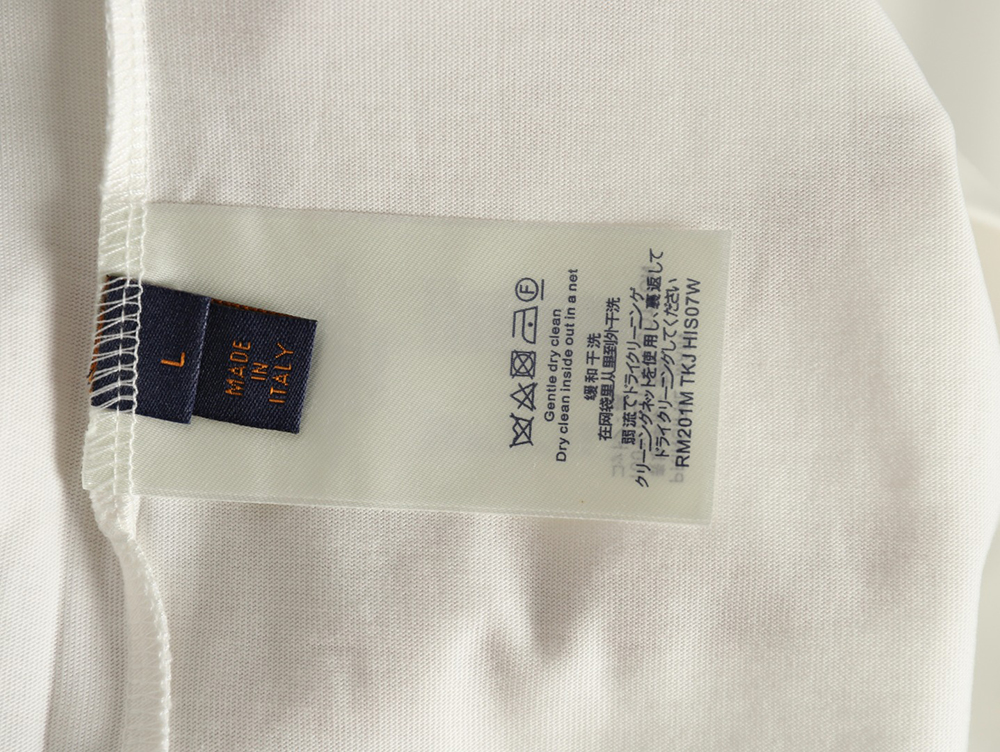 L
MADE
IN
ITALY
Gentle dry clean
Dry clean inside out in a net
缓和干洗
在网袋里从里到外干洗
弱流でドライクリーニング
クリーニングネットを使用し、裏返して
ドライクリーニングしてください
RM201M TKJ HIS07W